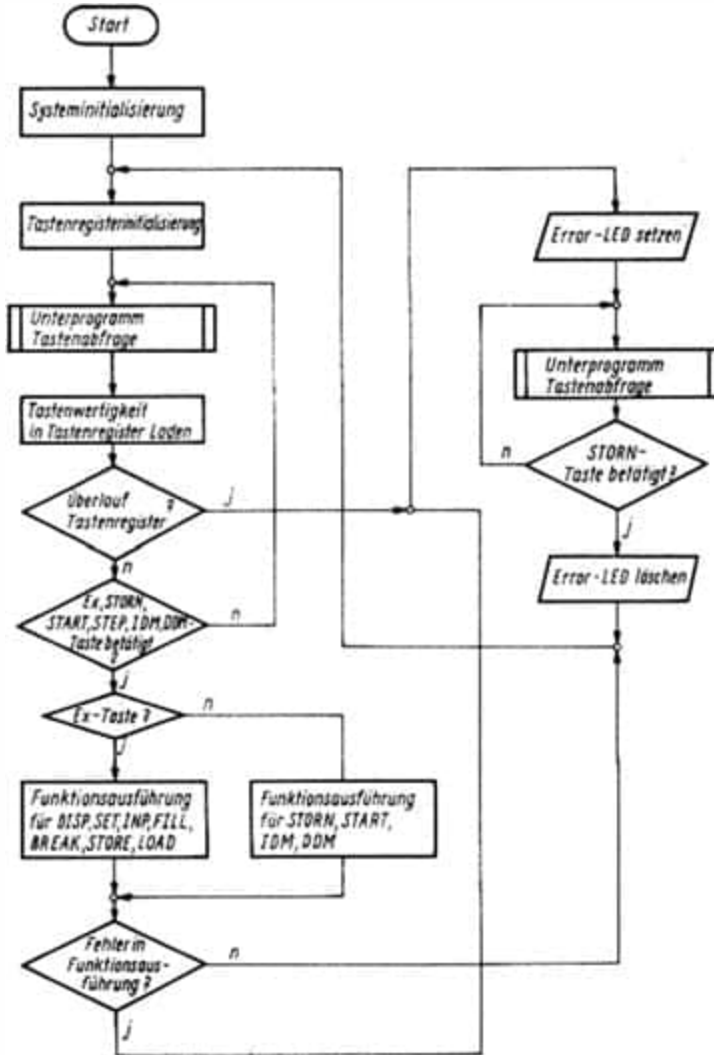 Start
Systeminitialisierung
Tastenregisterinitialisierung
Unterprogramm
Tastenabfrage
Tastenwertigkeit
in Tastenregister Laden
Überlauf ?
Tastenregister
j
n
Ex,STORN,
START,STEP,IDM,DDM-
Taste betätigt
?
n
j
Ex-Taste ?
n
j
Funktionsausführung
für DISP,SET,INP,FILL,
BREAK,STORE,LOAD
Funktionsausführung
für STORN,START,
IDM,DDM
Fehler in
Funktionsaus-
führung ?
n
j
Error-LED setzen
Unterprogramm
Tastenabfrage
n
STORN-
Taste betätigt ?
j
Error-LED löschen